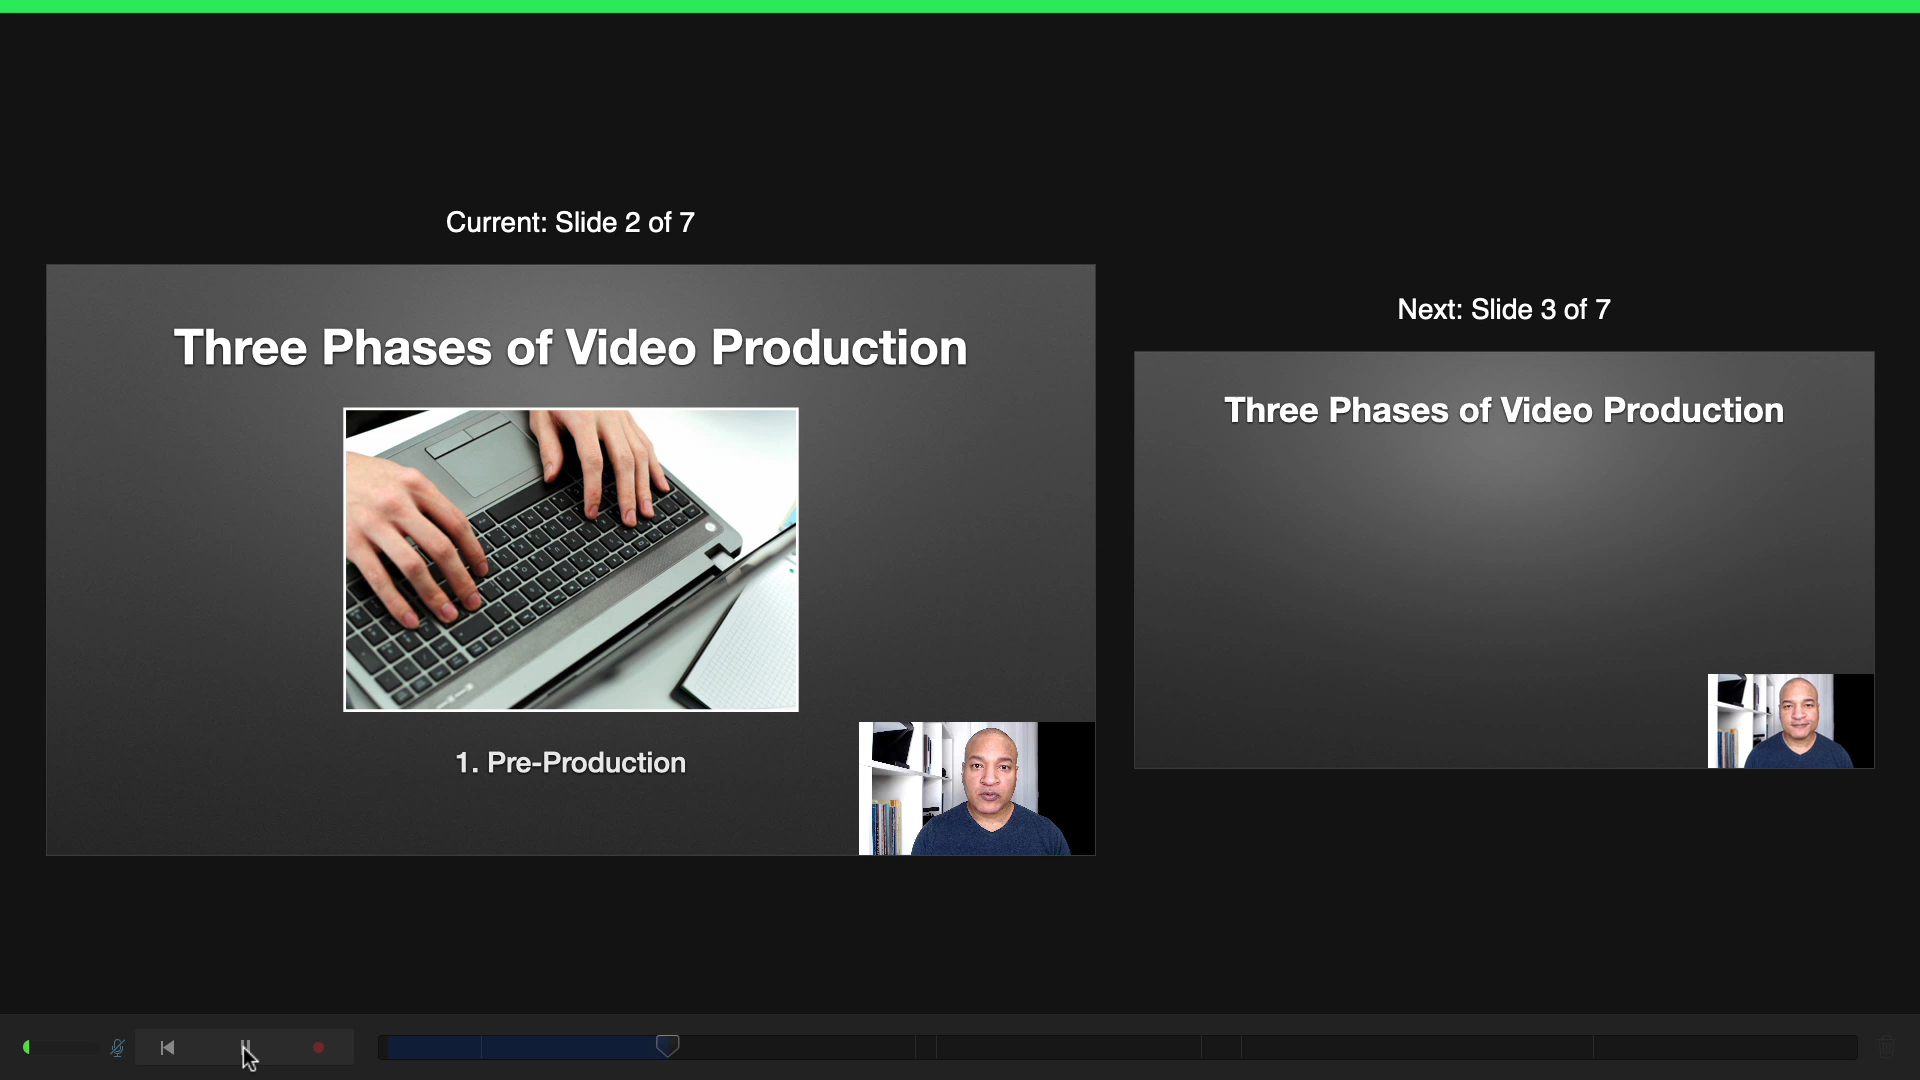 Current: Slide 2 of 7
Three Phases of Video Production
1. Pre-Production
Next: Slide 3 of 7
Three Phases of Video Production